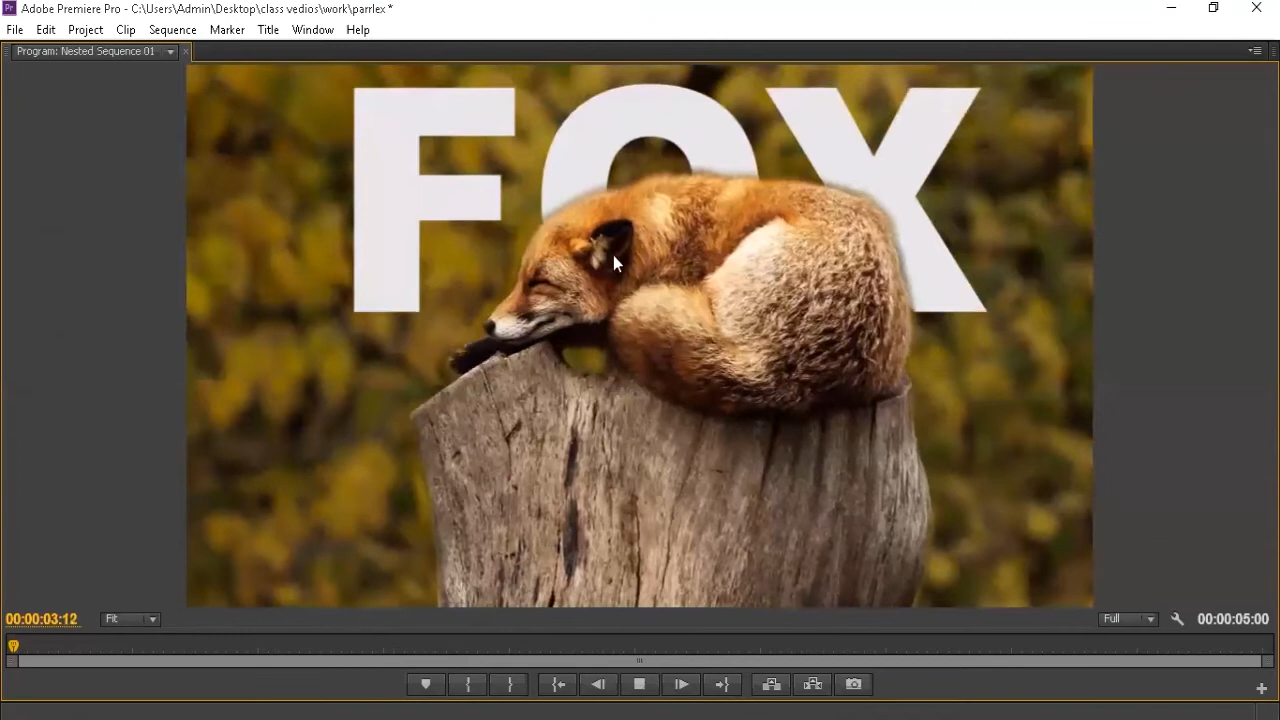 Adobe Premiere Pro - C:\Users\Admin\Desktop\class vedios\work\parrlex *
File Edit Project Clip Sequence Marker Title Window Help
Program: Nested Sequence 01
FOX
00:00:03:12 Fit Full 00:00:05:00